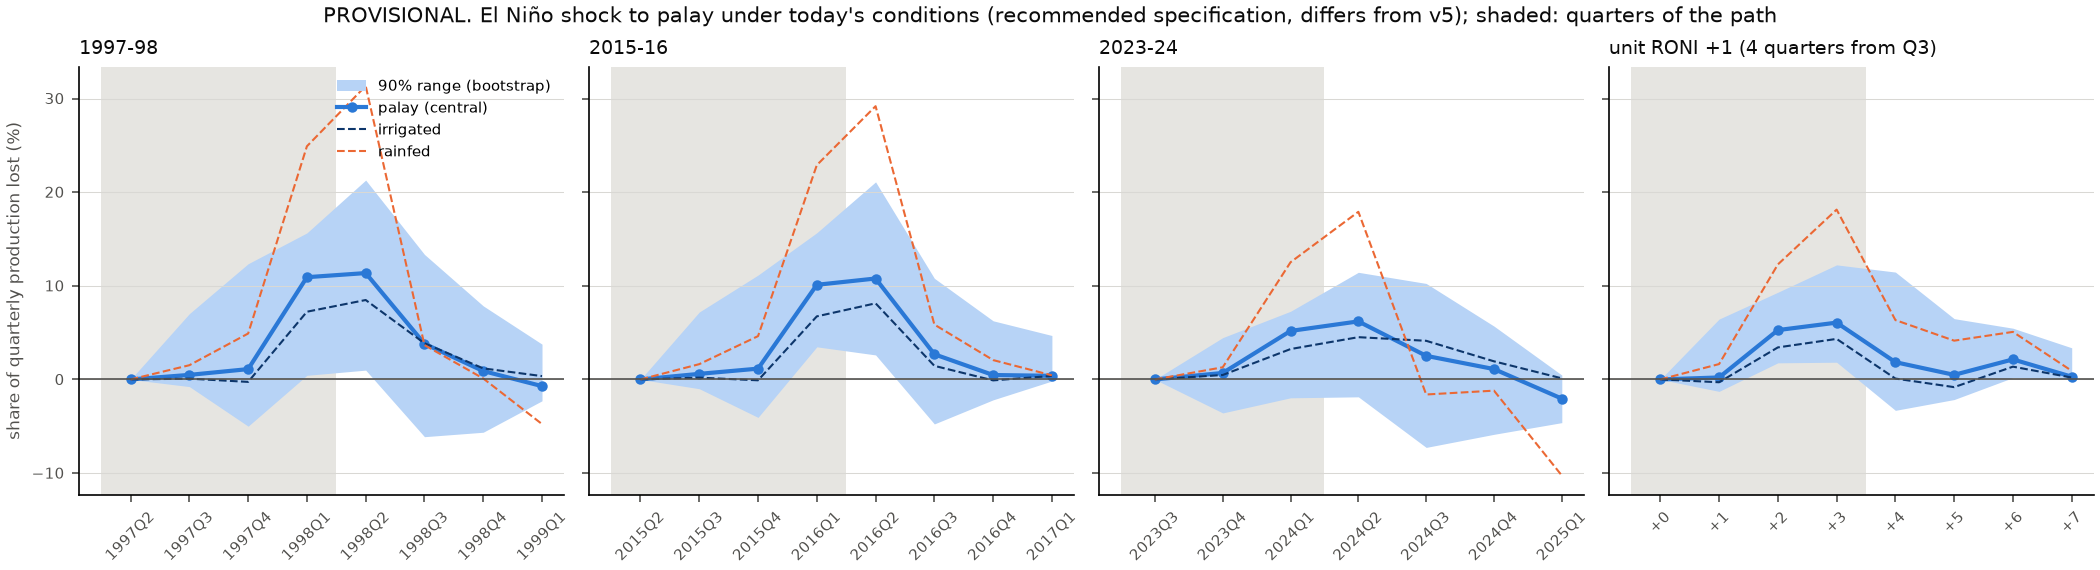 PROVISIONAL. El Niño shock to palay under today's conditions (recommended specification, differs from v5); shaded: quarters of the path
1997-98
2015-16
2023-24
unit RONI +1 (4 quarters from Q3)
90% range (bootstrap)
palay (central)
irrigated
rainfed
share of quarterly production lost (%)
30
20
10
0
−10
1997Q2 1997Q3 1997Q4 1998Q1 1998Q2 1998Q3 1998Q4 1999Q1
2015Q2 2015Q3 2015Q4 2016Q1 2016Q2 2016Q3 2016Q4 2017Q1
2023Q3 2023Q4 2024Q1 2024Q2 2024Q3 2024Q4 2025Q1
+0 +1 +2 +3 +4 +5 +6 +7